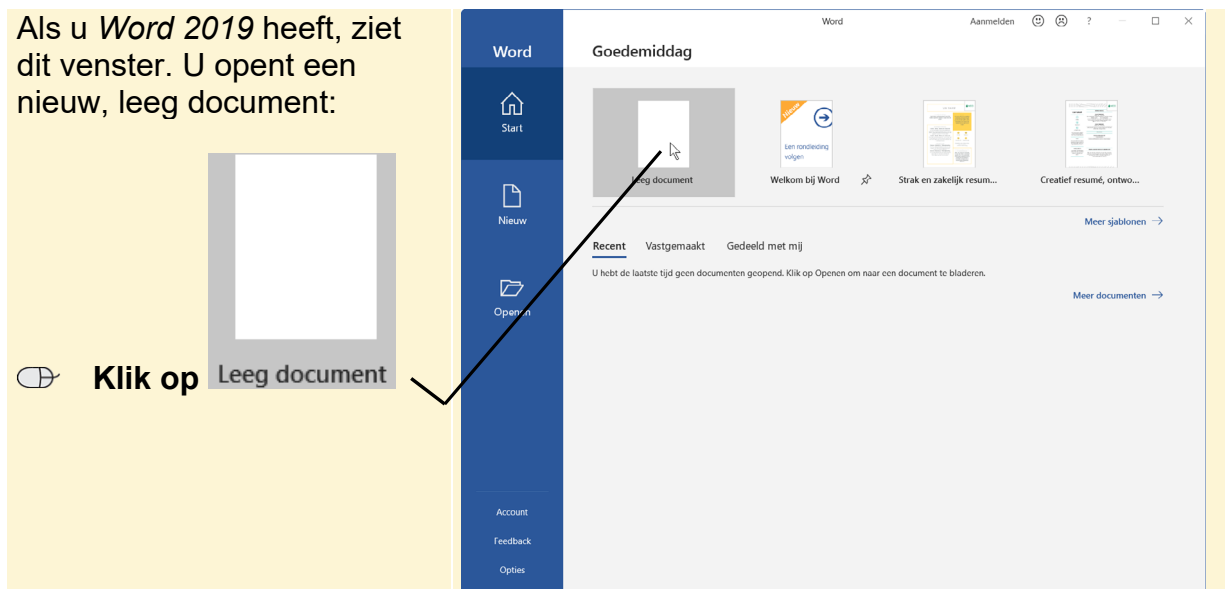 Als u Word 2019 heeft, ziet
dit venster. U opent een
nieuw, leeg document:
Klik op Leeg document
Word Aanmelden ?
Word
Goedemiddag
Start
Nieuw
Openen
Account
Feedback
Opties
Nieuw
Een rondleiding
volgen
Leeg document Welkom bij Word Strak en zakelijk resum... Creatief resumé, ontwo...
Meer sjablonen
Recent Vastgemaakt Gedeeld met mij
U hebt de laatste tijd geen documenten geopend. Klik op Openen om naar een document te bladeren.
Meer documenten